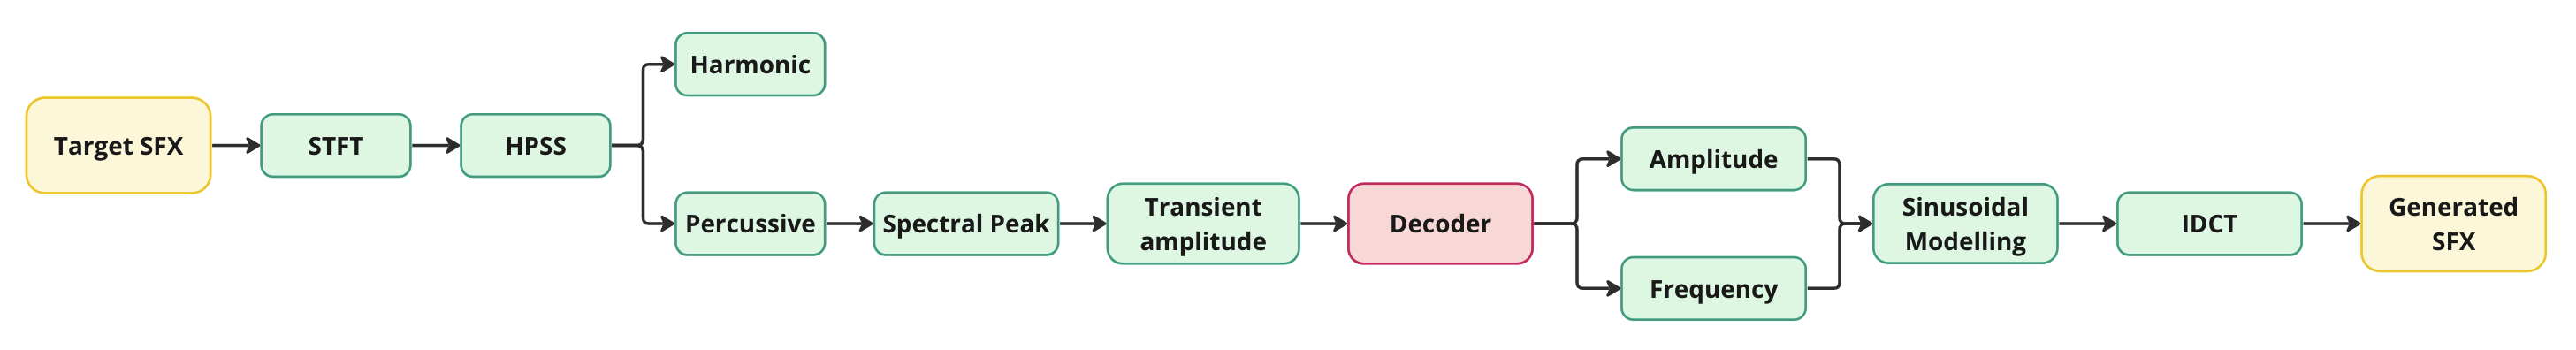 Target SFX
STFT
HPSS
Harmonic
Percussive
Spectral Peak
Transient
amplitude
Decoder
Amplitude
Frequency
Sinusoidal
Modelling
IDCT
Generated
SFX